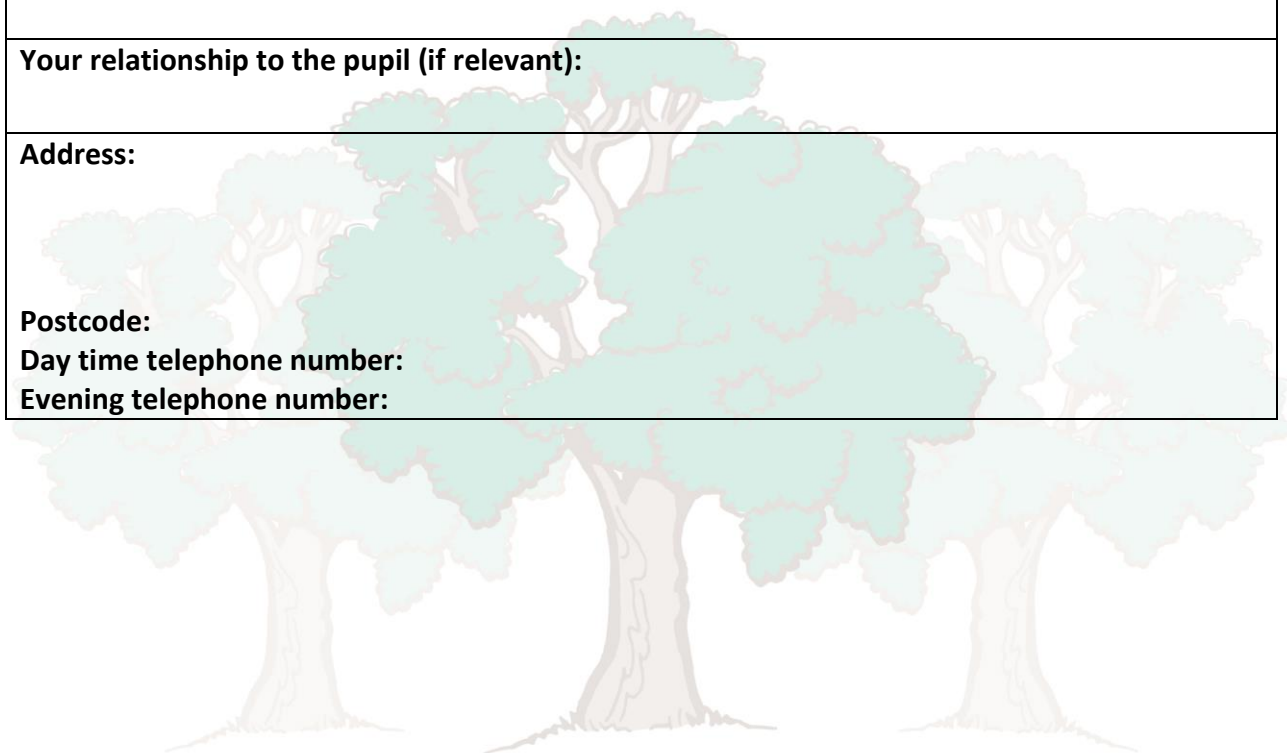 Your relationship to the pupil (if relevant):
Address:
Postcode:
Day time telephone number:
Evening telephone number: